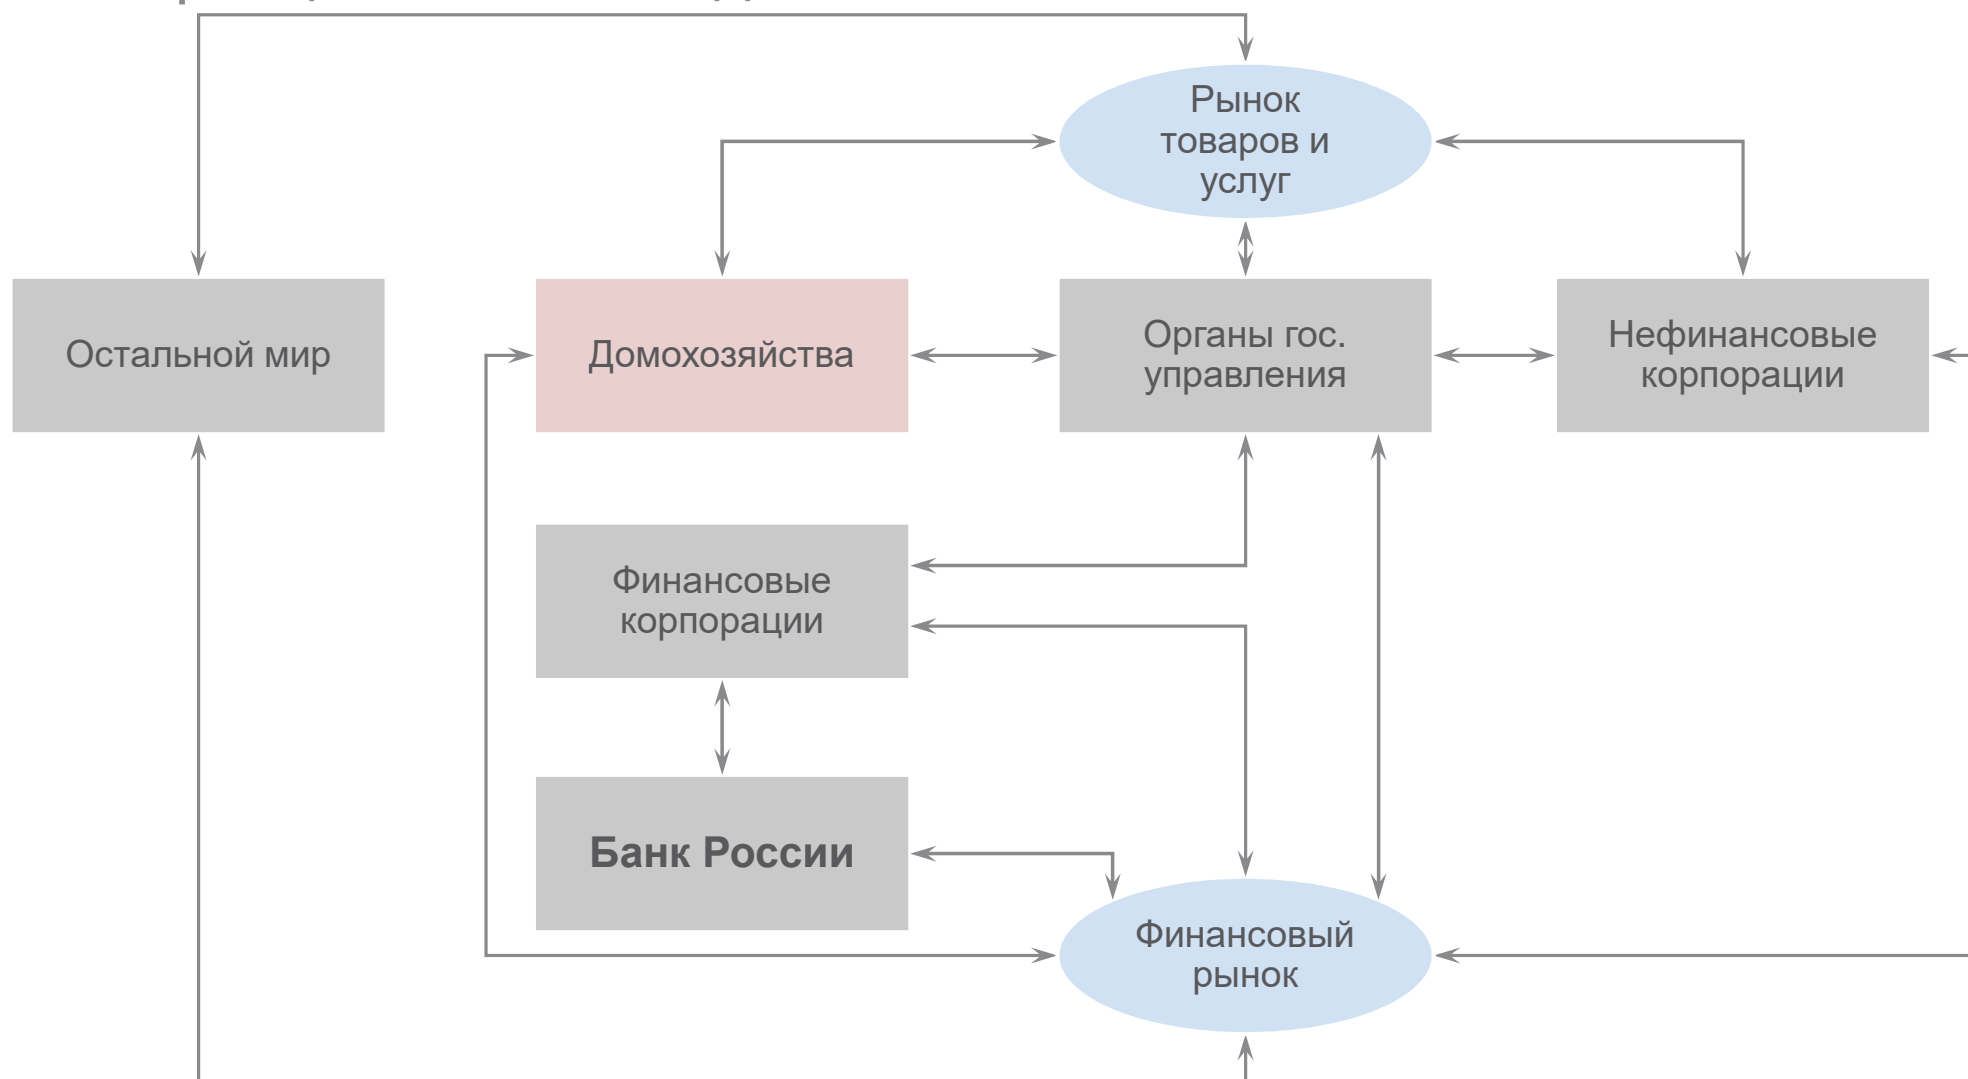 Рынок
товаров и
услуг
Остальной мир
Домохозяйства
Органы гос.
управления
Нефинансовые
корпорации
Финансовые
корпорации
Банк России
Финансовый
рынок